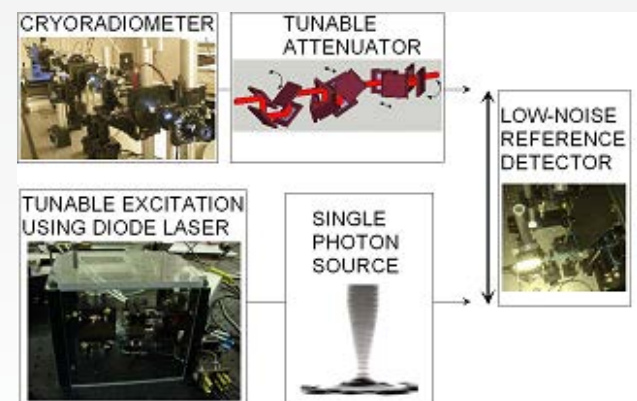 CRYORADIOMETER
TUNABLE
ATTENUATOR
LOW-NOISE
REFERENCE
DETECTOR
TUNABLE EXCITATION
USING DIODE LASER
SINGLE
PHOTON
SOURCE